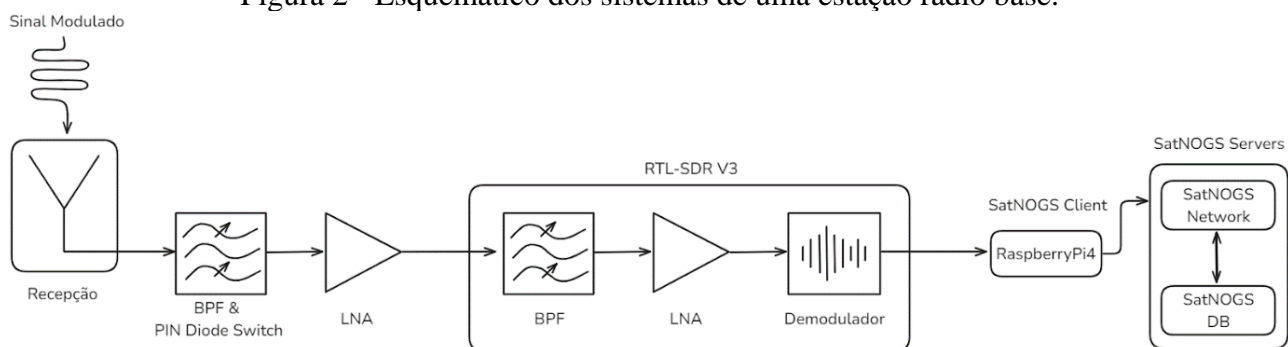 Figura 2 - Esquemático dos sistemas de uma estação rádio base.
Sinal Modulado
Recepção
BPF &
PIN Diode Switch
LNA
RTL-SDR V3
BPF
LNA
Demodulador
SatNOGS Client
RaspberryPi4
SatNOGS Servers
SatNOGS
Network
SatNOGS
DB